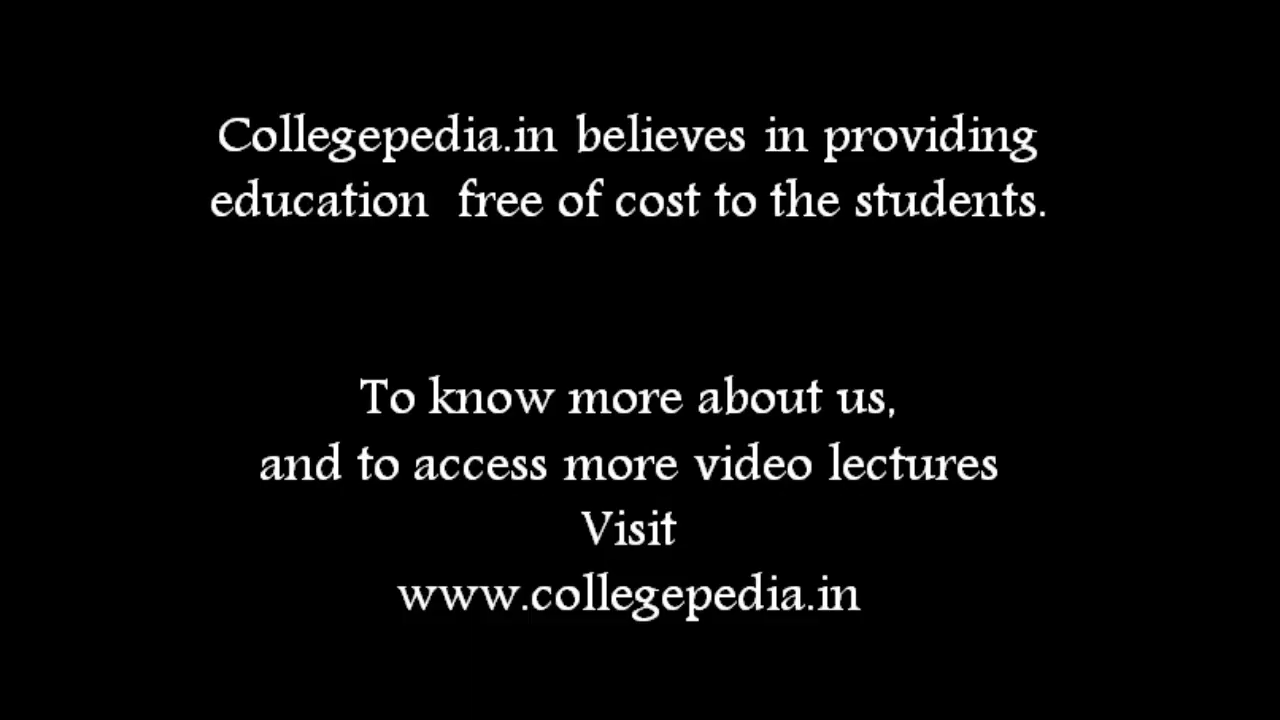 Collegepedia.in believes in providing
education  free of cost to the students.
To know more about us,
and to access more video lectures
Visit
www.collegepedia.in